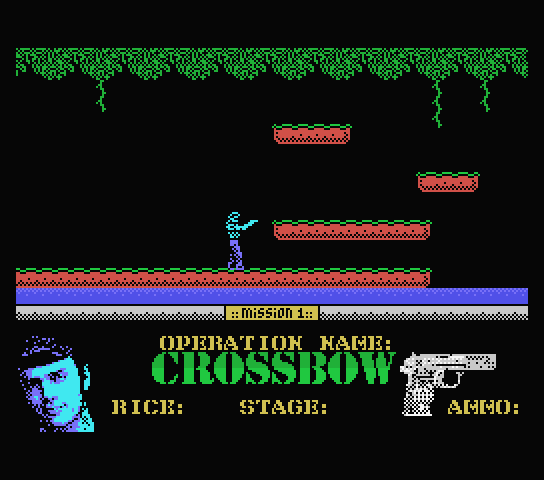 :: mission 1::
OPERATION NAME:
CROSSBOW
RICE: STAGE: AMMO: